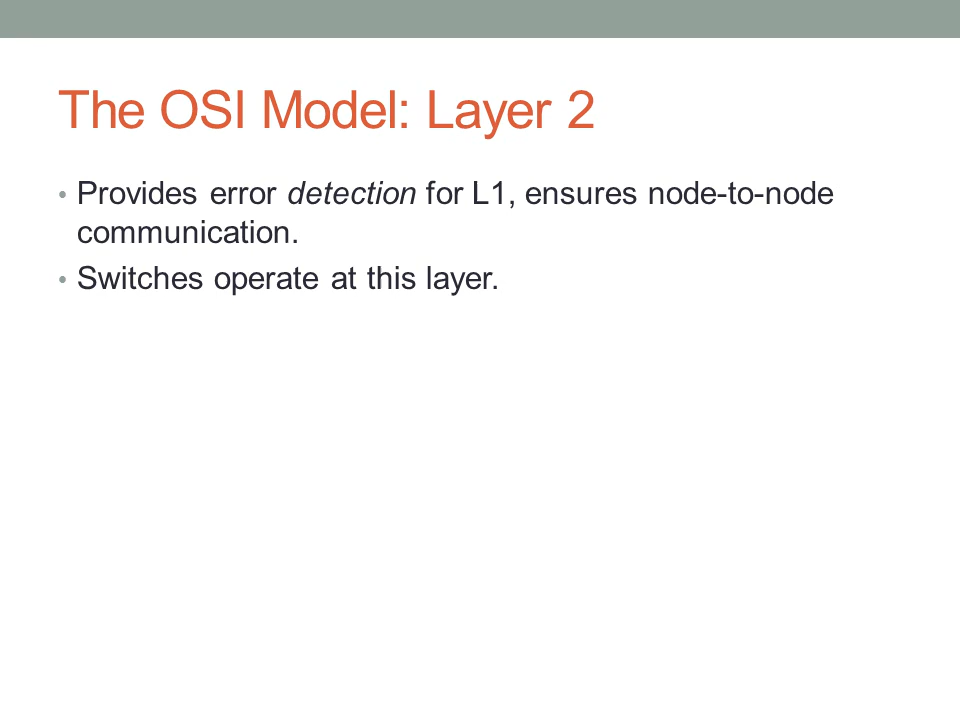 The OSI Model: Layer 2
• Provides error detection for L1, ensures node-to-node
communication.
• Switches operate at this layer.